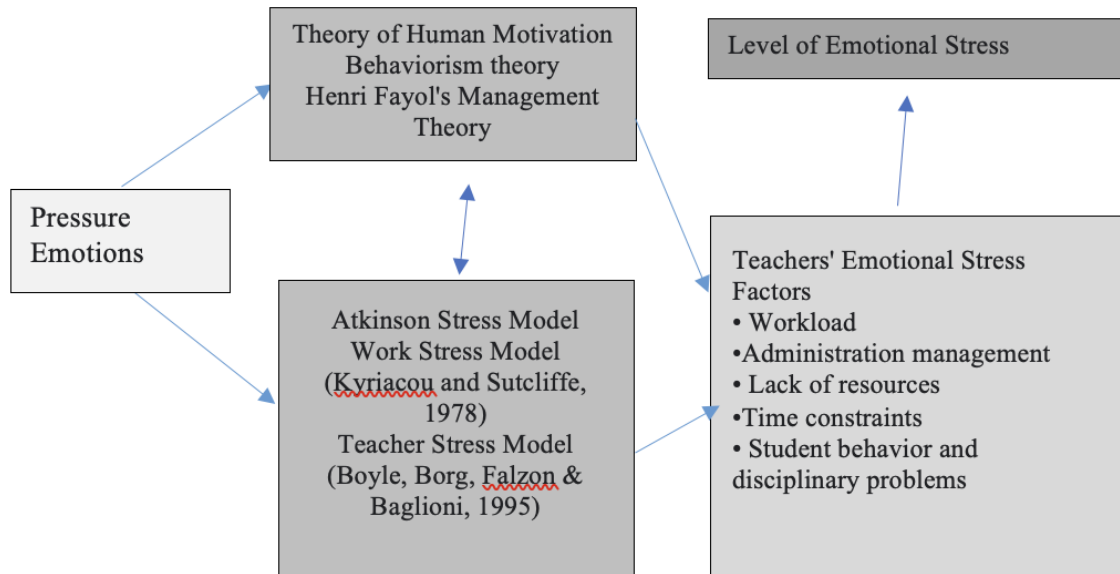 Theory of Human Motivation
Behaviorism theory
Henri Fayol's Management
Theory
Level of Emotional Stress
Pressure
Emotions
Atkinson Stress Model
Work Stress Model
(Kyriacou and Sutcliffe,
1978)
Teacher Stress Model
(Boyle, Borg, Falzon &
Baglioni, 1995)
Teachers' Emotional Stress
Factors
• Workload
•Administration management
• Lack of resources
•Time constraints
• Student behavior and
disciplinary problems